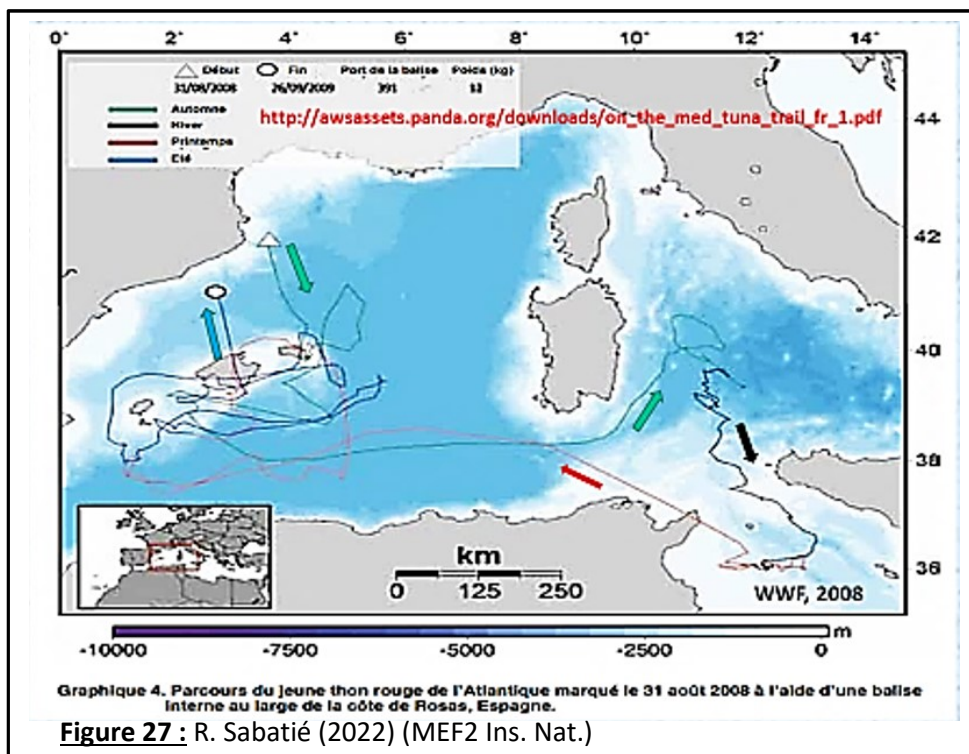 0° 2° 4° 6° 8° 10° 12° 14°
Début Fin Port de la balise Poids (kg)
31/08/2008 26/09/2009 391 12
Automne
Hiver
Printemps
Eté
http://awsassets.panda.org/downloads/on_the_med_tuna_trail_fr_1.pdf
44
42
40
38
36
km
0 125 250
WWF, 2008
-10000 -7500 -5000 -2500 0 m
Graphique 4. Parcours du jeune thon rouge de l'Atlantique marqué le 31 août 2008 à l'aide d'une balise
interne au large de la côte de Rosas, Espagne.
Figure 27 : R. Sabatié (2022) (MEF2 Ins. Nat.)